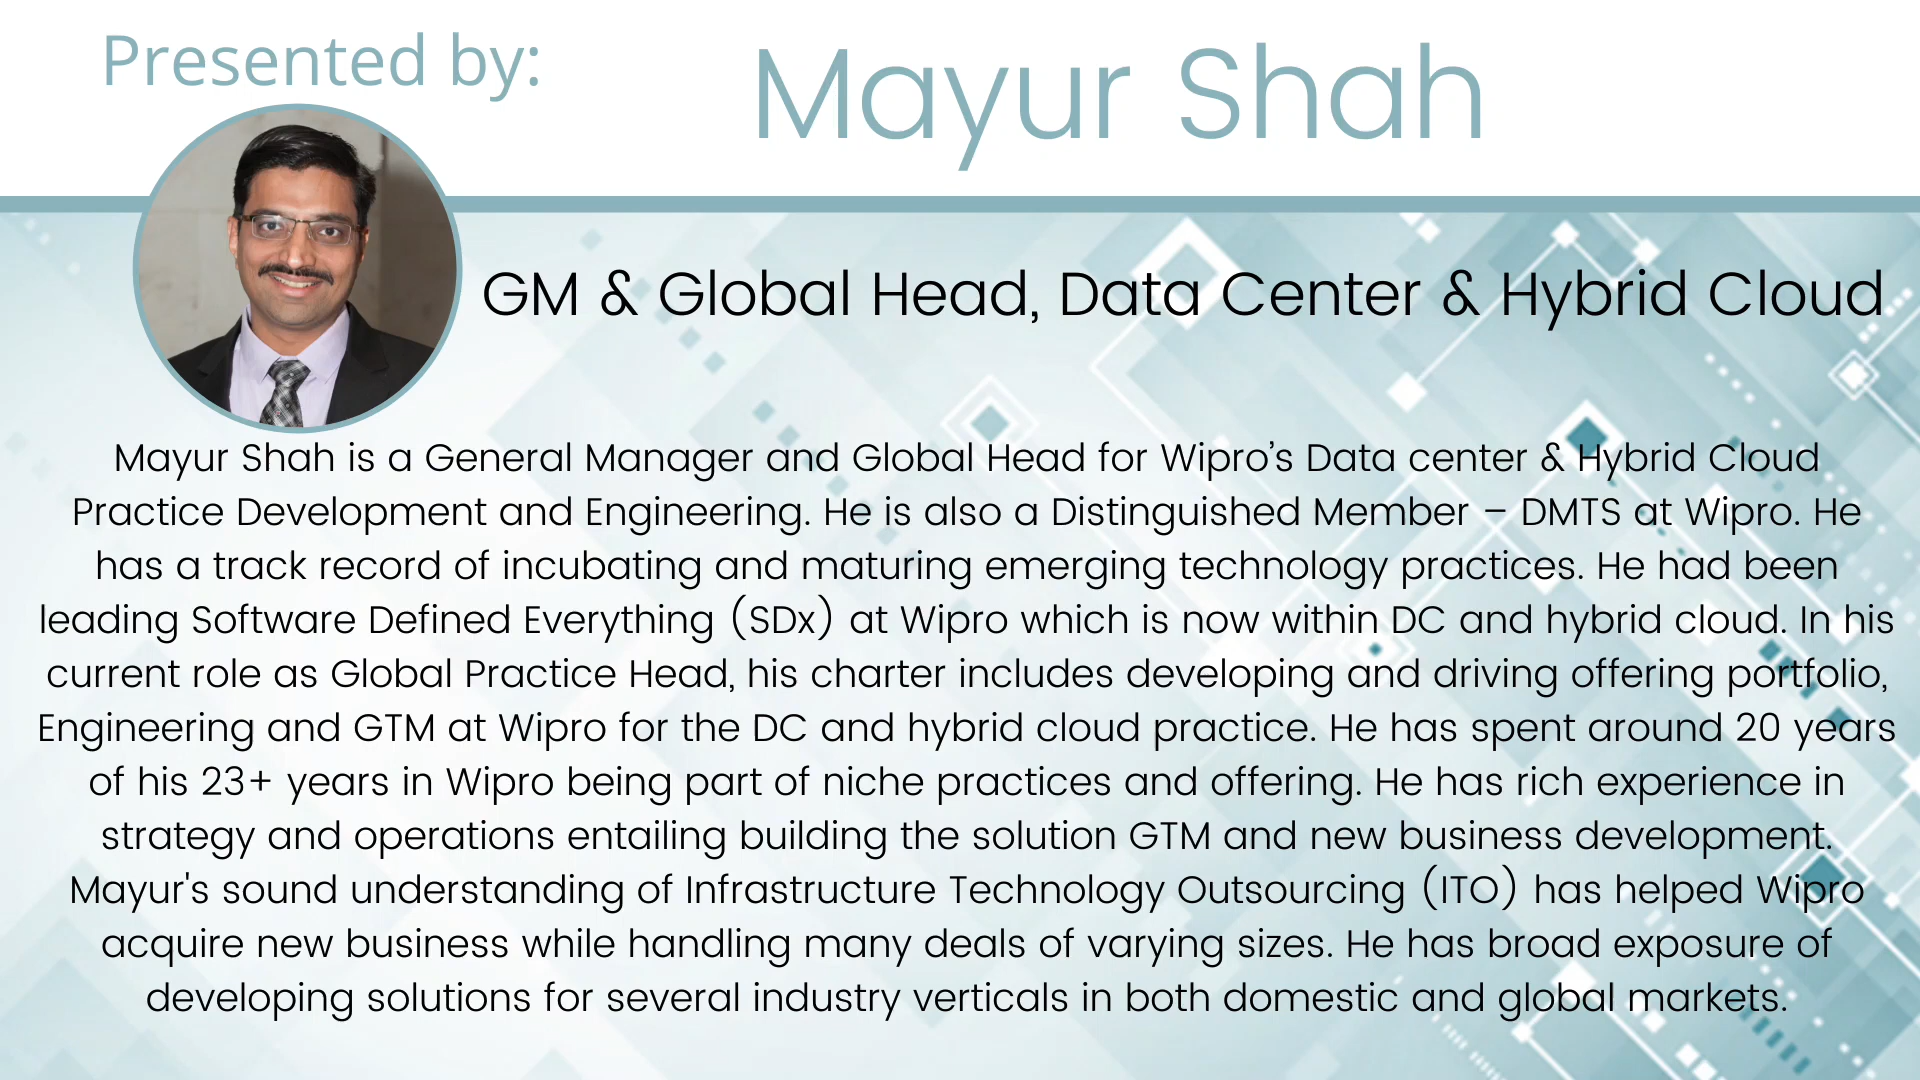 Presented by:
Mayur Shah
GM & Global Head, Data Center & Hybrid Cloud
Mayur Shah is a General Manager and Global Head for Wipro’s Data center & Hybrid Cloud
Practice Development and Engineering. He is also a Distinguished Member – DMTS at Wipro. He
has a track record of incubating and maturing emerging technology practices. He had been
leading Software Defined Everything (SDx) at Wipro which is now within DC and hybrid cloud. In his
current role as Global Practice Head, his charter includes developing and driving offering portfolio,
Engineering and GTM at Wipro for the DC and hybrid cloud practice. He has spent around 20 years
of his 23+ years in Wipro being part of niche practices and offering. He has rich experience in
strategy and operations entailing building the solution GTM and new business development.
Mayur's sound understanding of Infrastructure Technology Outsourcing (ITO) has helped Wipro
acquire new business while handling many deals of varying sizes. He has broad exposure of
developing solutions for several industry verticals in both domestic and global markets.